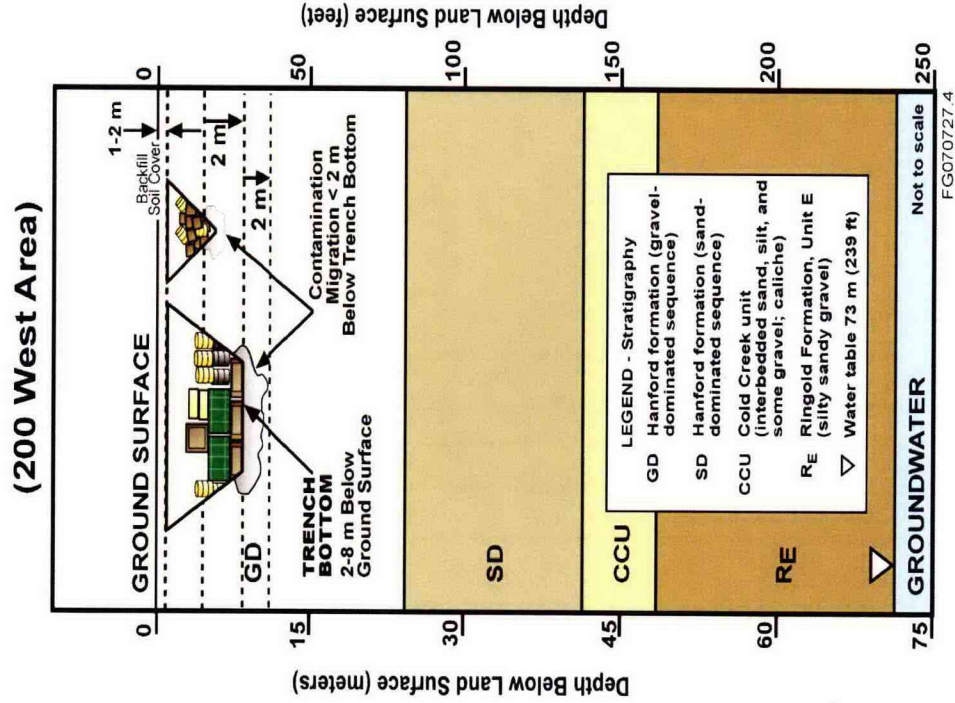 (200 West Area)
GROUND SURFACE
Backfill
Soil Cover
1-2 m
2 m
2 m
GD
TRENCH
BOTTOM
2-8 m Below
Ground Surface
Contamination
Migration < 2 m
Below Trench Bottom
SD
CCU
RE
GROUNDWATER
Not to scale
LEGEND - Stratigraphy
GD Hanford formation (gravel-
dominated sequence)
SD Hanford formation (sand-
dominated sequence)
CCU Cold Creek unit
(interbedded sand, silt, and
some gravel; caliche)
RE Ringold Formation, Unit E
(silty sandy gravel)
▽ Water table 73 m (239 ft)
Depth Below Land Surface (meters)
0
15
30
45
60
75
Depth Below Land Surface (feet)
0
50
100
150
200
250
FG070727.4